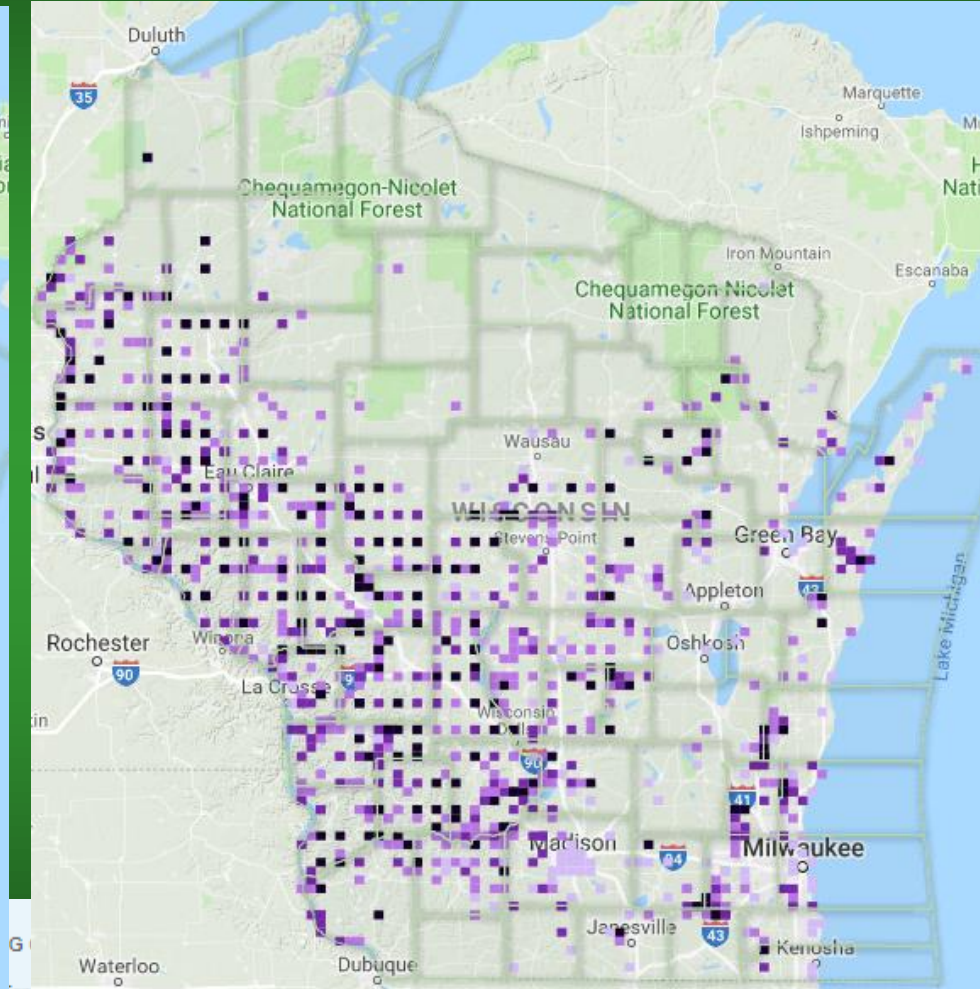 Duluth
35
Marquette
Ishpeming
Chequamegon-Nicolet
National Forest
Iron Mountain
Escanaba
Chequamegon-Nicolet
National Forest
Wausau
Eau Claire
WISCONSIN
Stevens Point
Green Bay
43
Appleton
Rochester
Winona
Oshkosh
90
La Crosse
Lake Michigan
Wisconsin
Dells
90
41
Madison
94
Milwaukee
Janesville
43
Kenosha
Waterloo
Dubuque